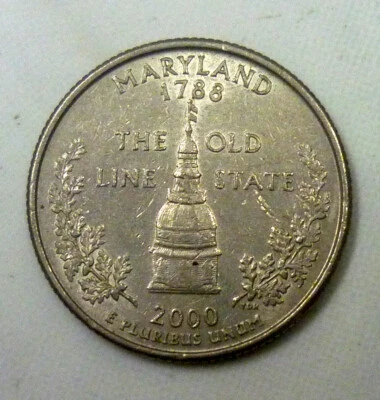 MARYLAND
1788
THE OLD
LINE STATE
2000
E PLURIBUS UNUM